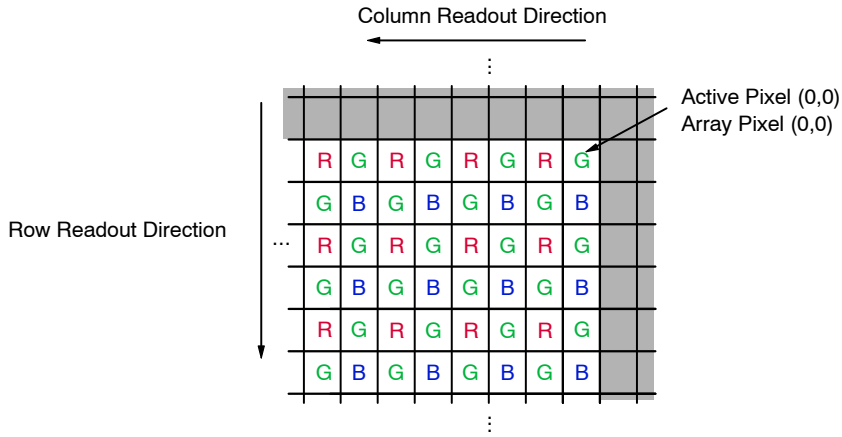 Column Readout Direction
...
Active Pixel (0,0)
Array Pixel (0,0)
R G R G R G R G
G B G B G B G B
Row Readout Direction
...
R G R G R G R G
G B G B G B G B
R G R G R G R G
G B G B G B G B
...